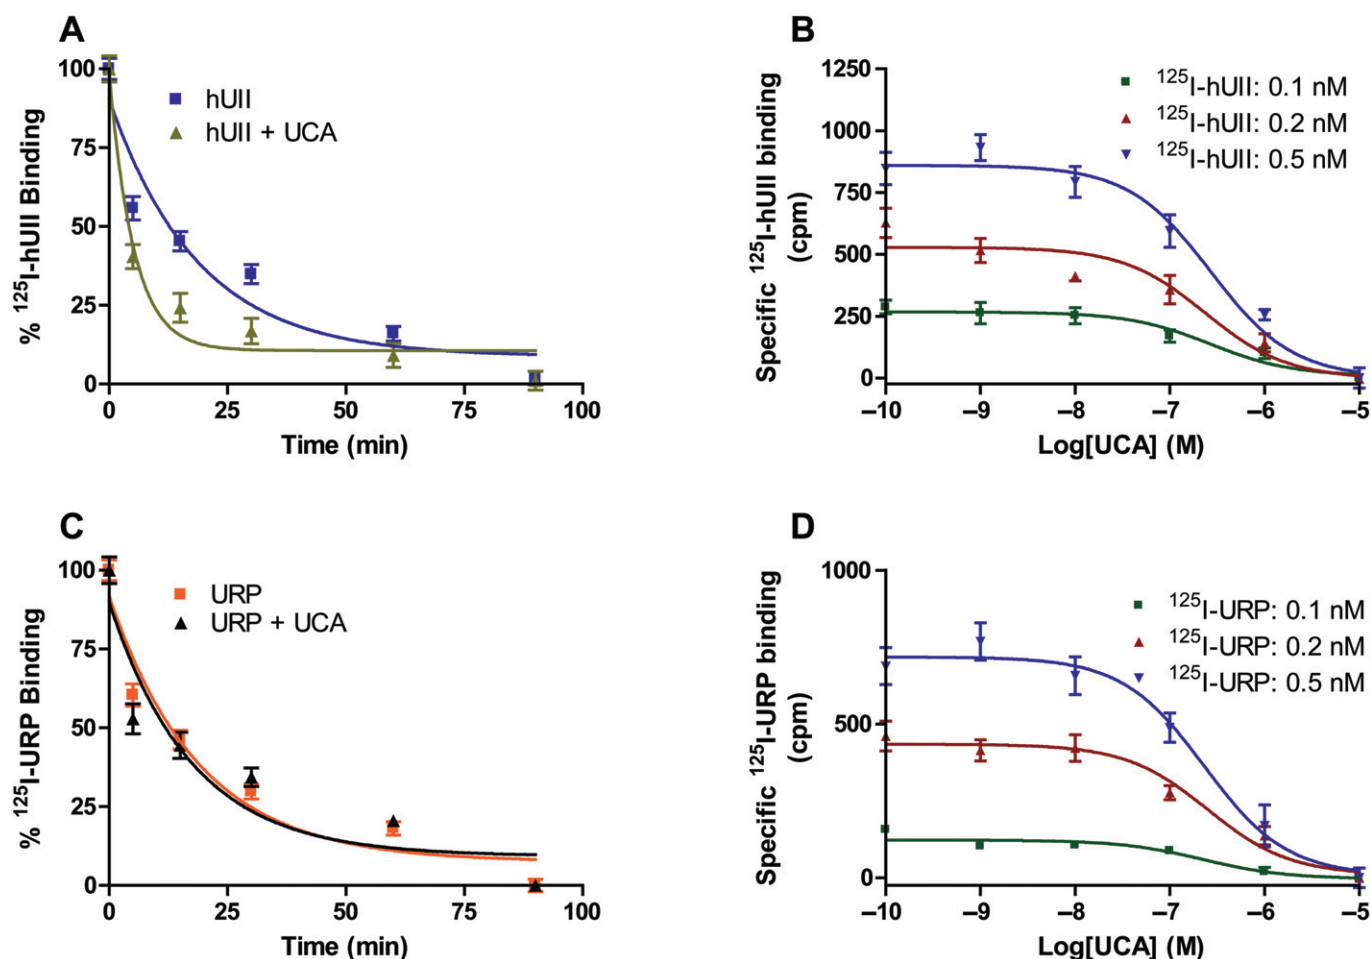 A
% ¹²⁵I-hUII Binding
100
75
50
25
0
hUII
hUII + UCA
0 25 50 75 100
Time (min)
B
Specific ¹²⁵I-hUII binding
(cpm)
1250
1000
750
500
250
0
¹²⁵I-hUII: 0.1 nM
¹²⁵I-hUII: 0.2 nM
¹²⁵I-hUII: 0.5 nM
–10 –9 –8 –7 –6 –5
Log[UCA] (M)
C
% ¹²⁵I-URP Binding
100
75
50
25
0
URP
URP + UCA
0 25 50 75 100
Time (min)
D
Specific ¹²⁵I-URP binding
(cpm)
1000
500
0
¹²⁵I-URP: 0.1 nM
¹²⁵I-URP: 0.2 nM
¹²⁵I-URP: 0.5 nM
–10 –9 –8 –7 –6 –5
Log[UCA] (M)